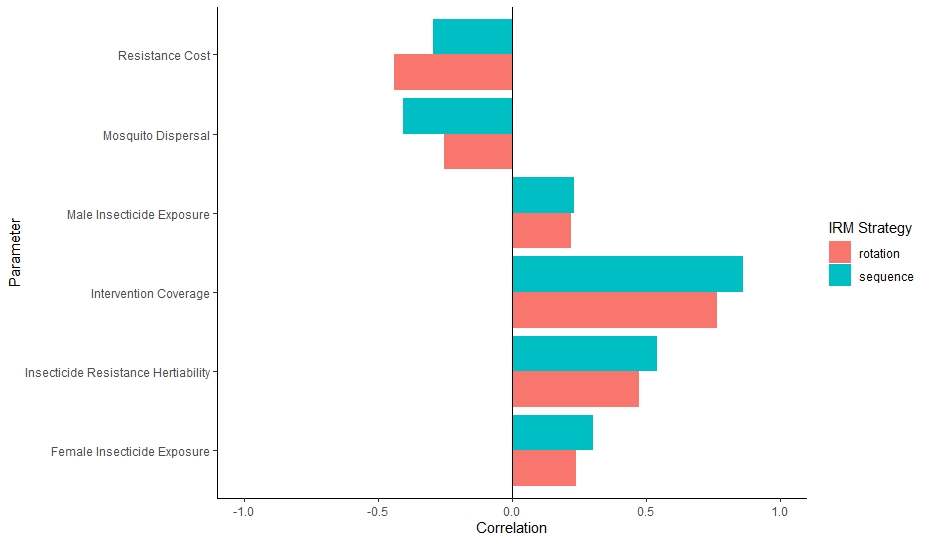 Resistance Cost
Mosquito Dispersal
Male Insecticide Exposure
Intervention Coverage
Insecticide Resistance Hertiability
Female Insecticide Exposure
Parameter
-1.0 -0.5 0.0 0.5 1.0
Correlation
IRM Strategy
rotation
sequence